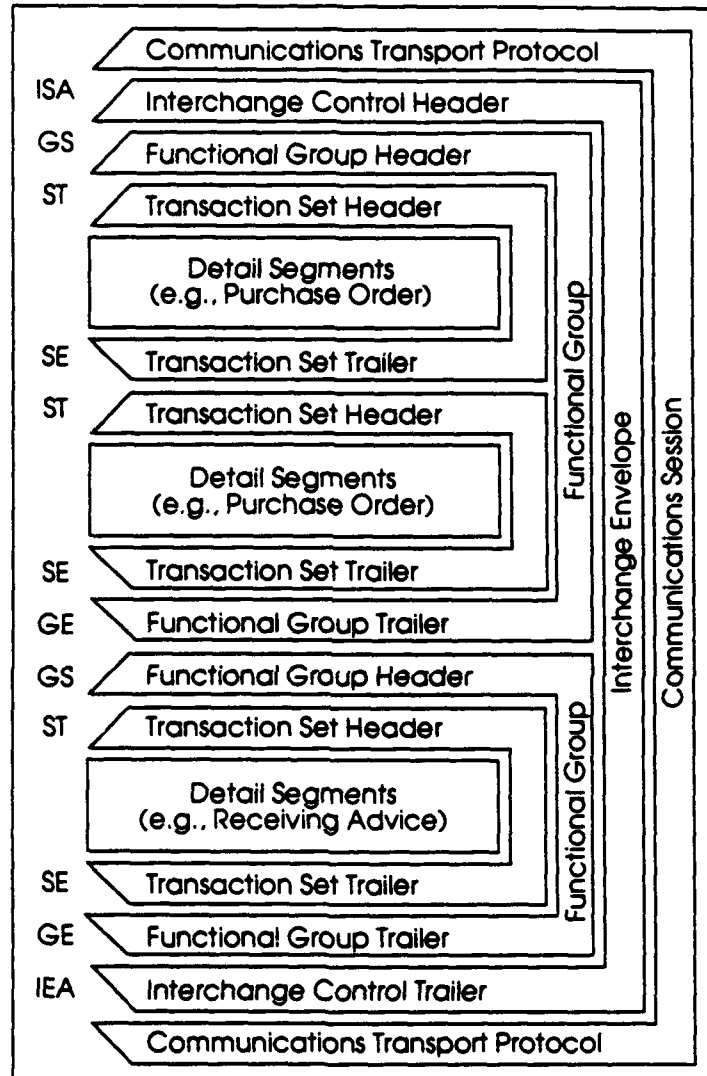 Communications Transport Protocol
ISA Interchange Control Header
GS Functional Group Header
ST Transaction Set Header
Detail Segments
(e.g., Purchase Order)
SE Transaction Set Trailer
ST Transaction Set Header
Detail Segments
(e.g., Purchase Order)
SE Transaction Set Trailer
GE Functional Group Trailer
Functional Group
GS Functional Group Header
ST Transaction Set Header
Detail Segments
(e.g., Receiving Advice)
SE Transaction Set Trailer
GE Functional Group Trailer
Functional Group
IEA Interchange Control Trailer
Interchange Envelope
Communications Transport Protocol
Communications Session